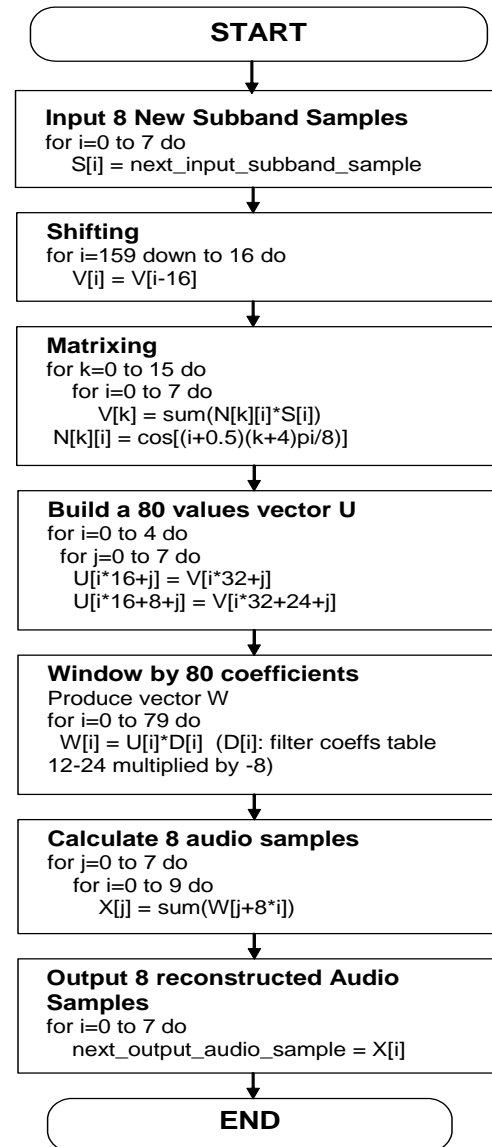 START
Input 8 New Subband Samples
for i=0 to 7 do
S[i] = next_input_subband_sample
Shifting
for i=159 down to 16 do
V[i] = V[i-16]
Matrixing
for k=0 to 15 do
for i=0 to 7 do
V[k] = sum(N[k][i]*S[i])
N[k][i] = cos[(i+0.5)(k+4)pi/8)]
Build a 80 values vector U
for i=0 to 4 do
for j=0 to 7 do
U[i*16+j] = V[i*32+j]
U[i*16+8+j] = V[i*32+24+j]
Window by 80 coefficients
Produce vector W
for i=0 to 79 do
W[i] = U[i]*D[i] (D[i]: filter coeffs table
12-24 multiplied by -8)
Calculate 8 audio samples
for j=0 to 7 do
for i=0 to 9 do
X[j] = sum(W[j+8*i])
Output 8 reconstructed Audio
Samples
for i=0 to 7 do
next_output_audio_sample = X[i]
END